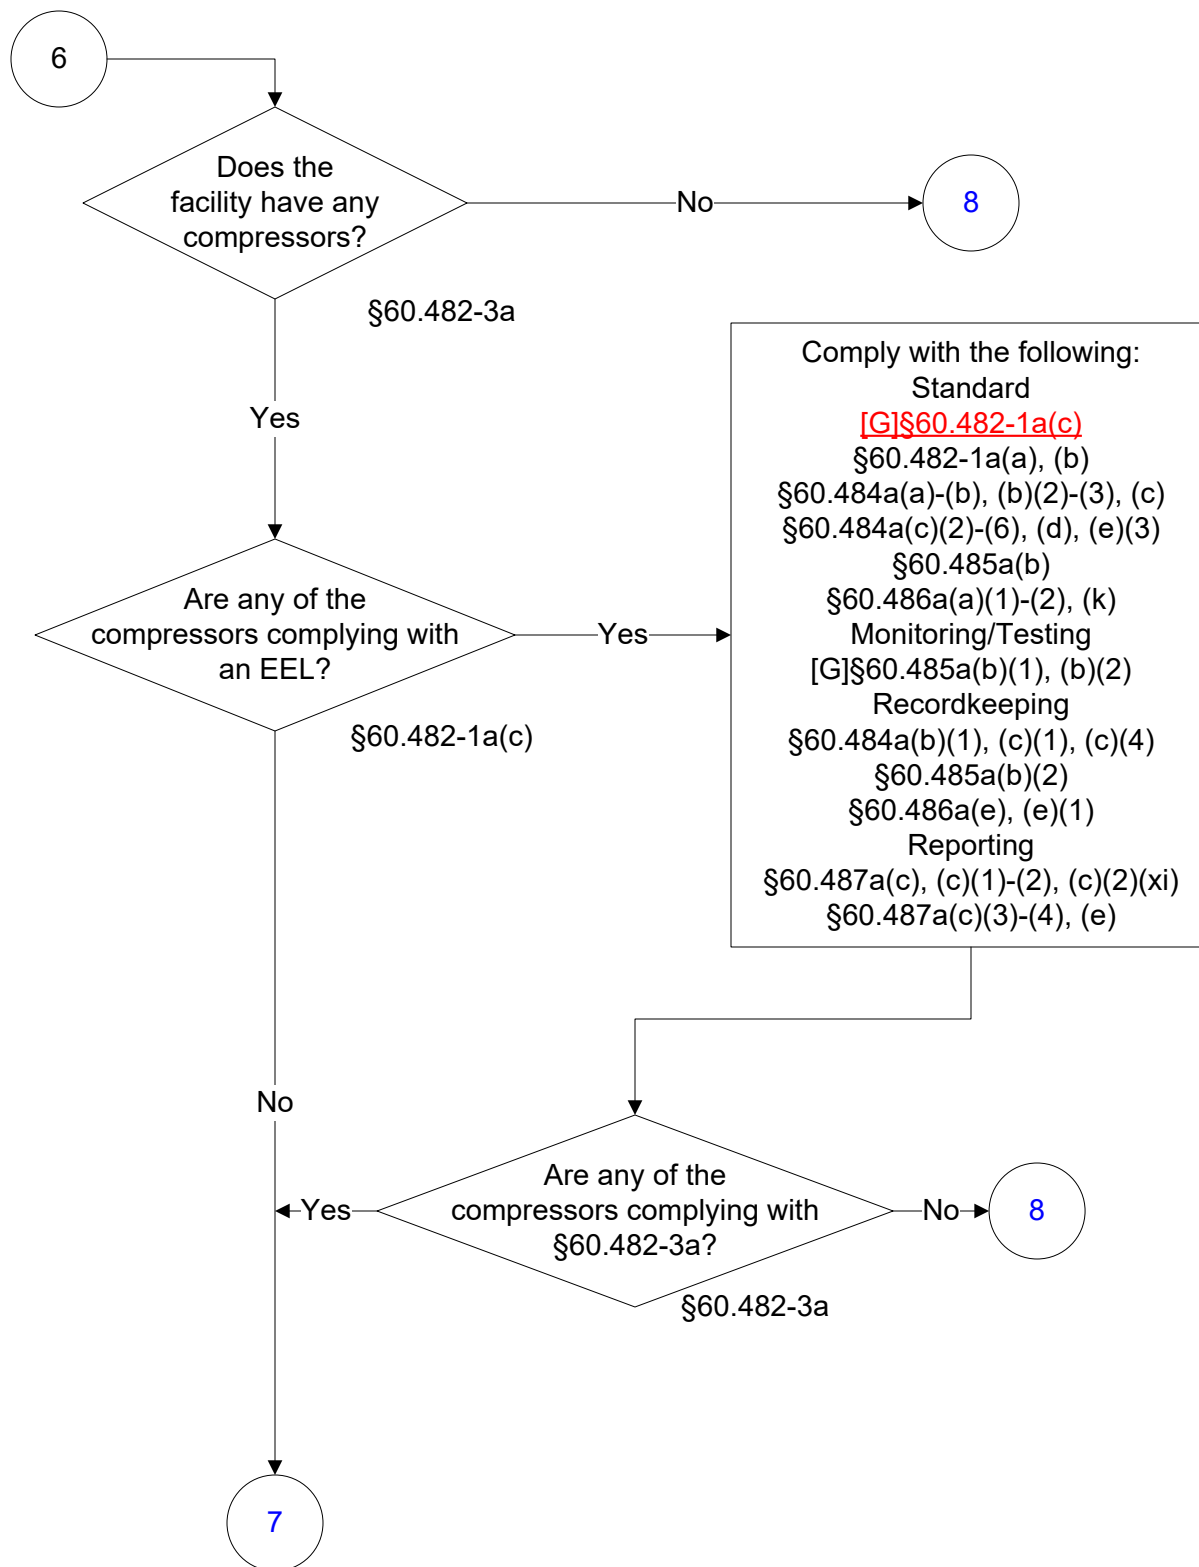 6
Does the
facility have any
compressors?
No
8
§60.482-3a
Yes
Comply with the following:
Standard
[G]§60.482-1a(c)
§60.482-1a(a), (b)
§60.484a(a)-(b), (b)(2)-(3), (c)
§60.484a(c)(2)-(6), (d), (e)(3)
§60.485a(b)
§60.486a(a)(1)-(2), (k)
Monitoring/Testing
[G]§60.485a(b)(1), (b)(2)
Recordkeeping
§60.484a(b)(1), (c)(1), (c)(4)
§60.485a(b)(2)
§60.486a(e), (e)(1)
Reporting
§60.487a(c), (c)(1)-(2), (c)(2)(xi)
§60.487a(c)(3)-(4), (e)
Are any of the
compressors complying with
an EEL?
Yes
§60.482-1a(c)
No
Are any of the
compressors complying with
§60.482-3a?
Yes
No
8
§60.482-3a
7